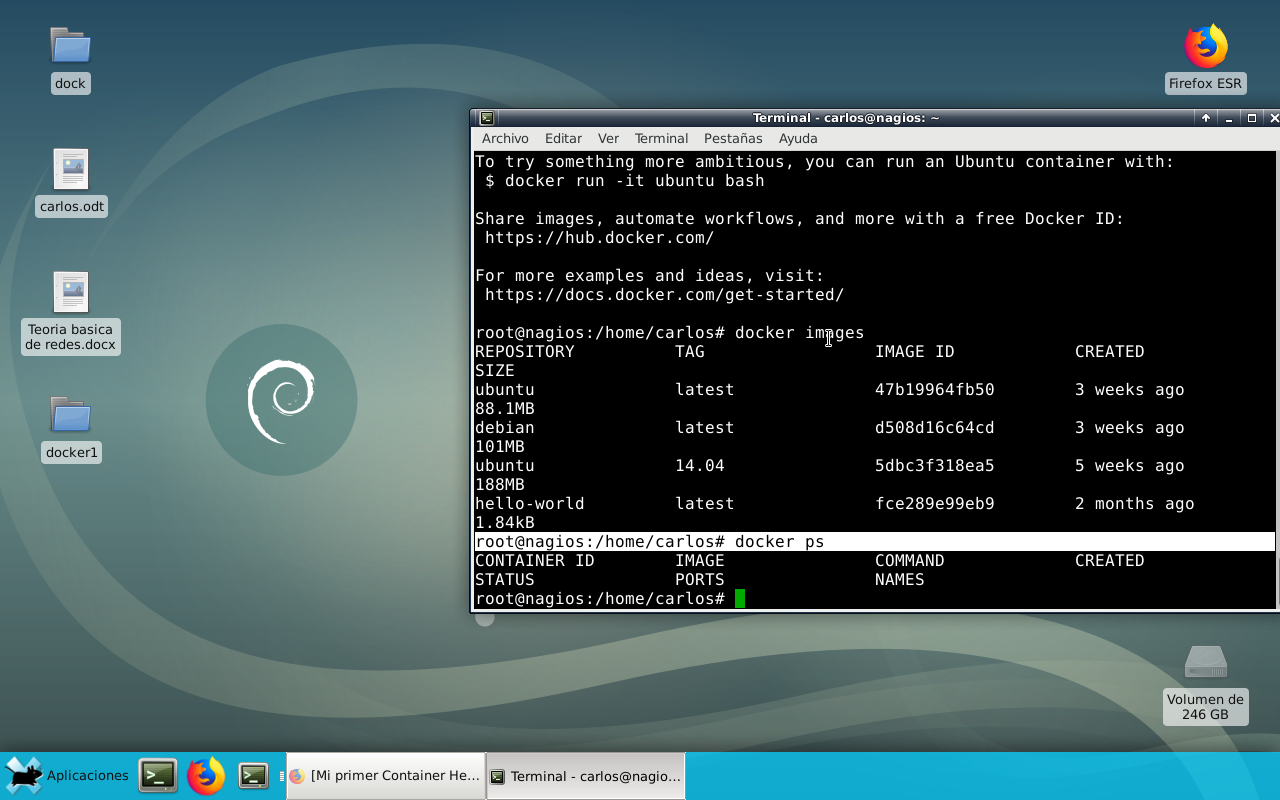 dock
carlos.odt
Teoria basica
de redes.docx
docker1
Firefox ESR
Terminal - carlos@nagios: ~
Archivo Editar Ver Terminal Pestañas Ayuda
To try something more ambitious, you can run an Ubuntu container with:
$ docker run -it ubuntu bash
Share images, automate workflows, and more with a free Docker ID:
https://hub.docker.com/
For more examples and ideas, visit:
https://docs.docker.com/get-started/
root@nagios:/home/carlos# docker images
REPOSITORY TAG IMAGE ID CREATED
SIZE
ubuntu latest 47b19964fb50 3 weeks ago
88.1MB
debian latest d508d16c64cd 3 weeks ago
101MB
ubuntu 14.04 5dbc3f318ea5 5 weeks ago
188MB
hello-world latest fce289e99eb9 2 months ago
1.84kB
root@nagios:/home/carlos# docker ps
CONTAINER ID IMAGE COMMAND CREATED
STATUS PORTS NAMES
root@nagios:/home/carlos#
Volumen de
246 GB
Aplicaciones
[Mi primer Container He...
Terminal - carlos@nagio...